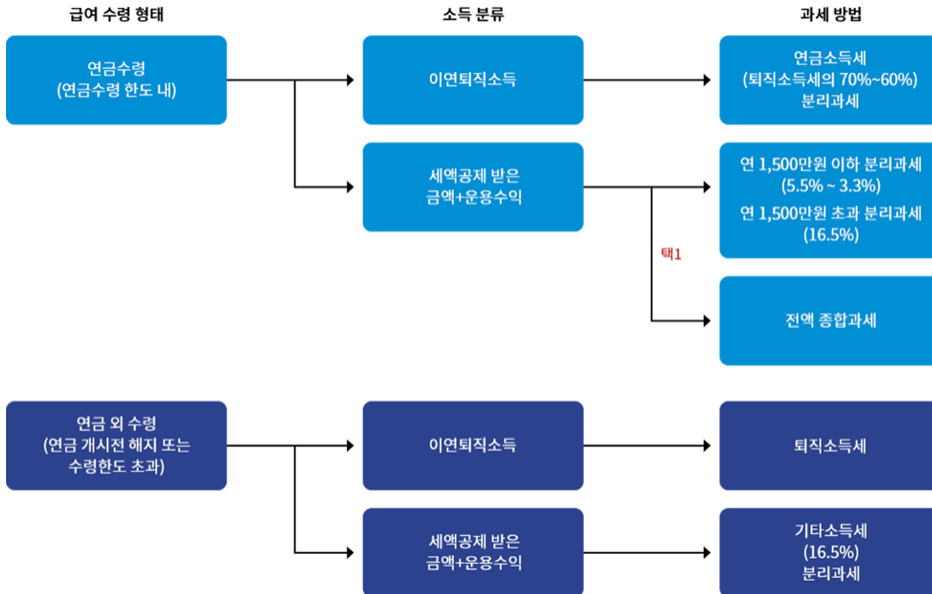 급여 수령 형태
소득 분류
과세 방법
연금수령
(연금수령 한도 내)
이연퇴직소득
연금소득세
(퇴직소득세의 70%~60%)
분리과세
세액공제 받은
금액+운용수익
연 1,500만원 이하 분리과세
(5.5% ~ 3.3%)
연 1,500만원 초과 분리과세
(16.5%)
택1
전액 종합과세
연금 외 수령
(연금 개시전 해지 또는
수령한도 초과)
이연퇴직소득
퇴직소득세
세액공제 받은
금액+운용수익
기타소득세
(16.5%)
분리과세